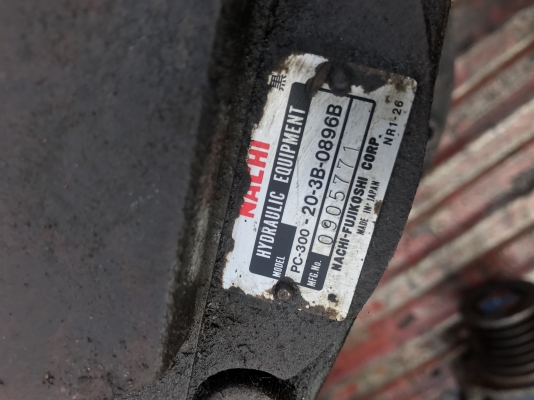 NACHI
黒
HYDRAULIC EQUIPMENT
MODEL PC-300-20-3B-0896B
MFG.No. 0905771
NACHI-FUJIKOSHI CORP.
MADE IN JAPAN NR1-26